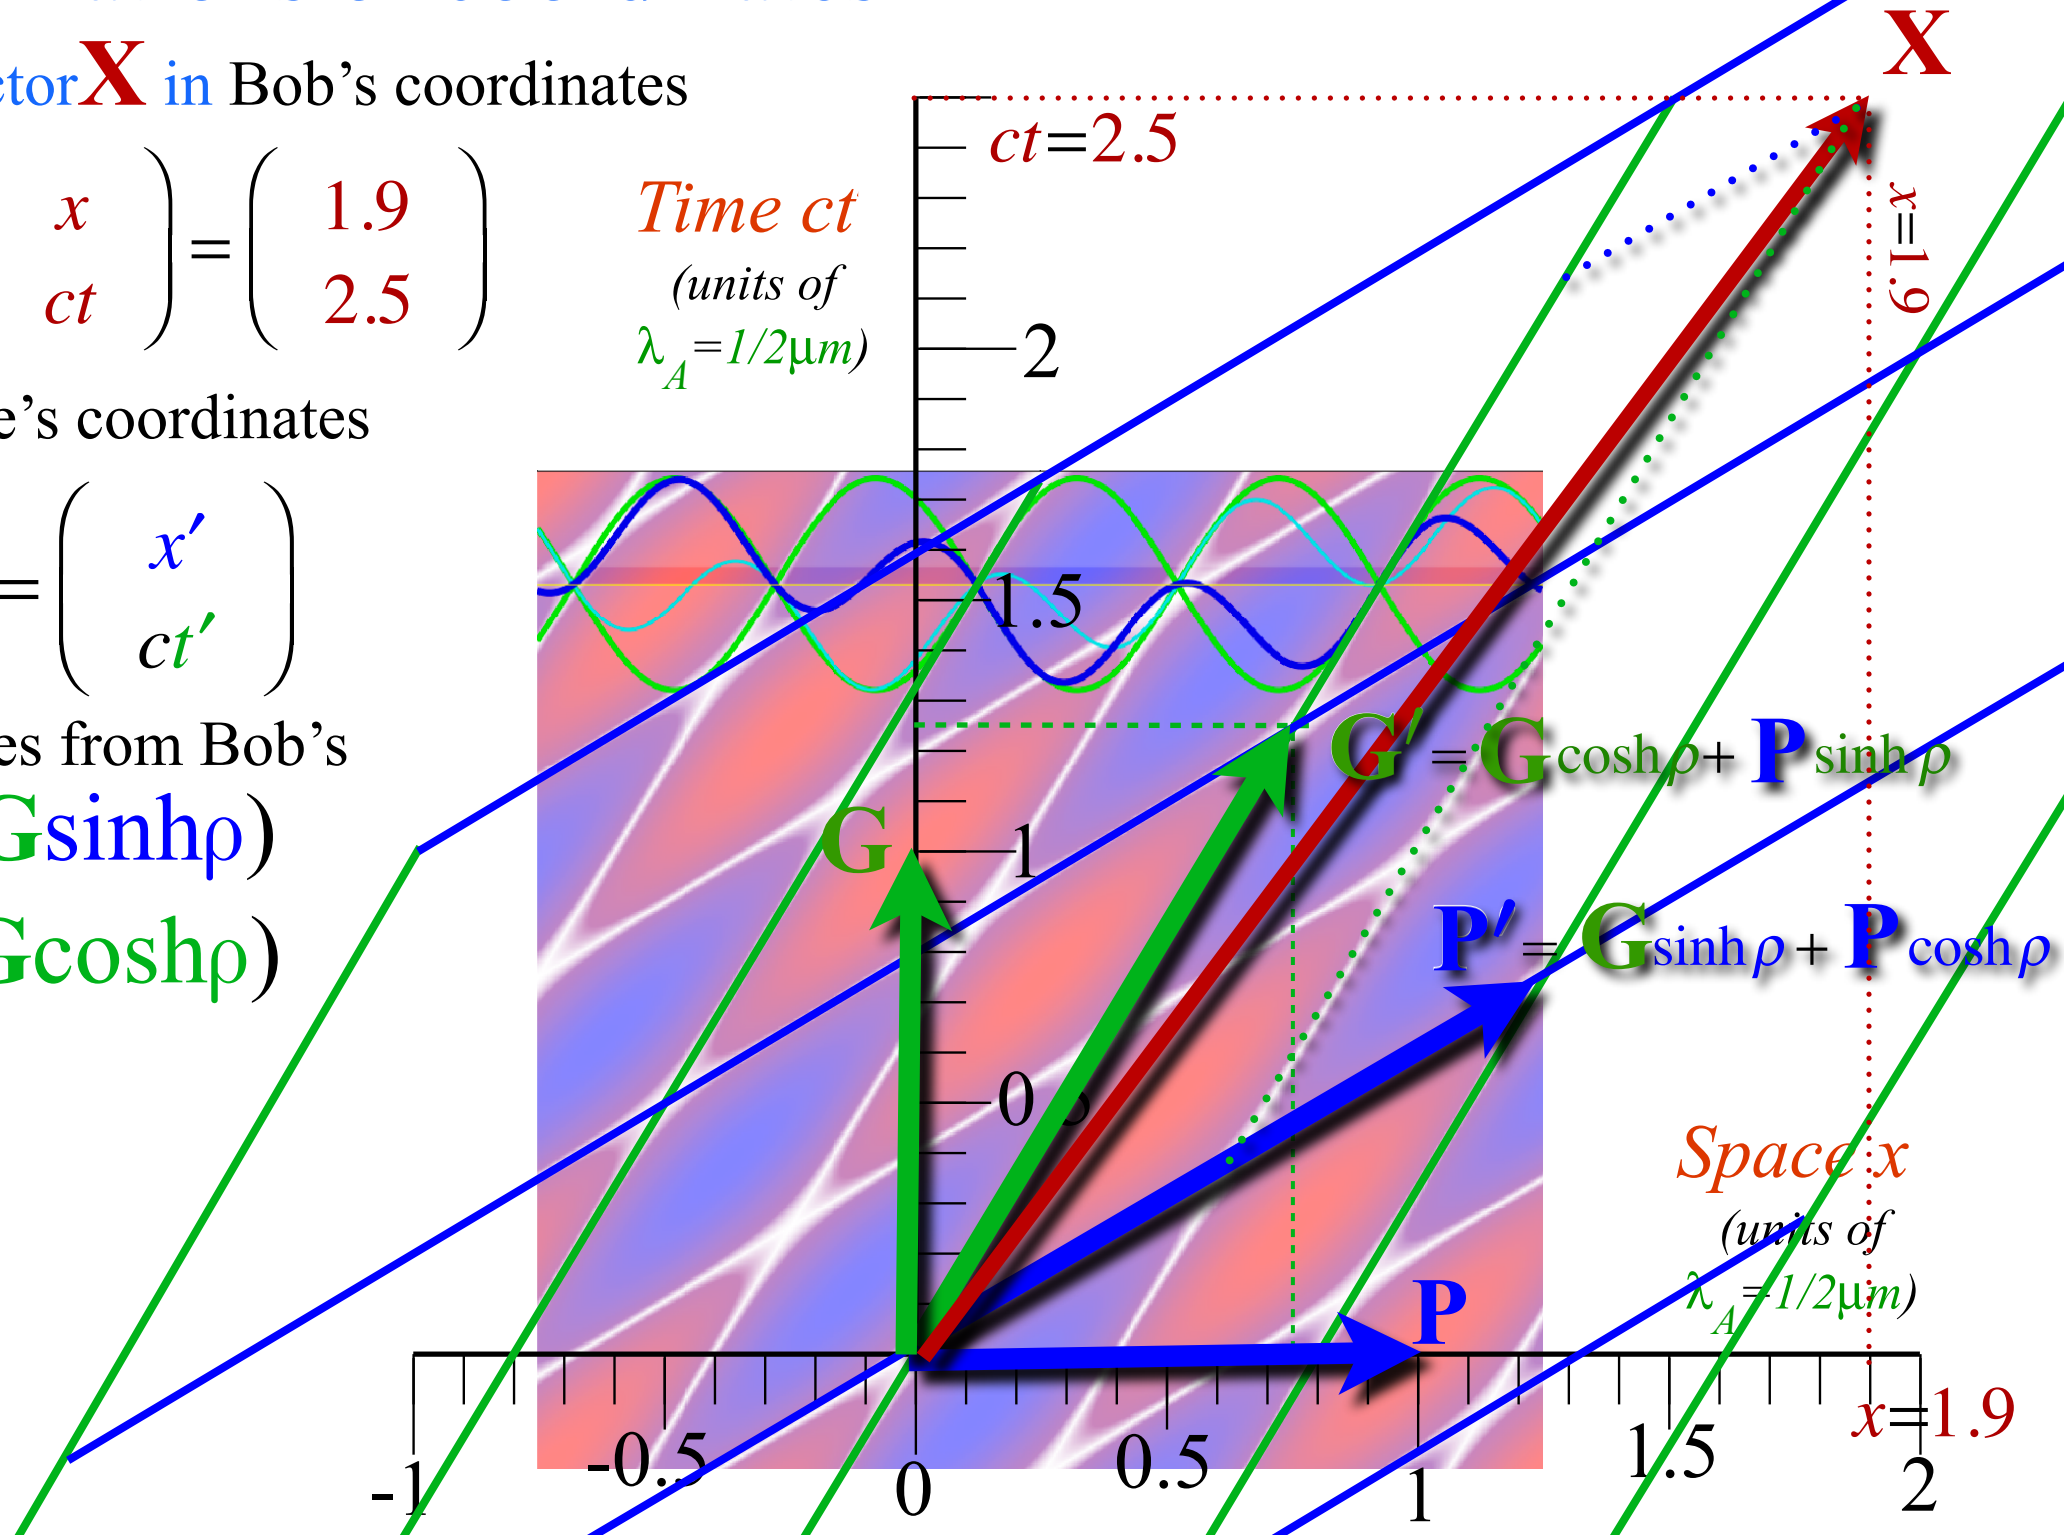 ctor X in Bob's coordinates
( x ct ) = ( 1.9 2.5 )
e's coordinates
= ( x′ ct′ )
es from Bob's
Gsinhρ)
Gcoshρ)
Time ct
(units of
λA=1/2μm)
ct=2.5
X
x=1.9
2
1.5
1
0.5
G
G′ = Gcoshρ+ Psinhρ
P′ = Gsinhρ + Pcoshρ
P
Space x
(units of
λA=1/2μm)
x=1.9
-1
-0.5
0
0.5
1
1.5
2